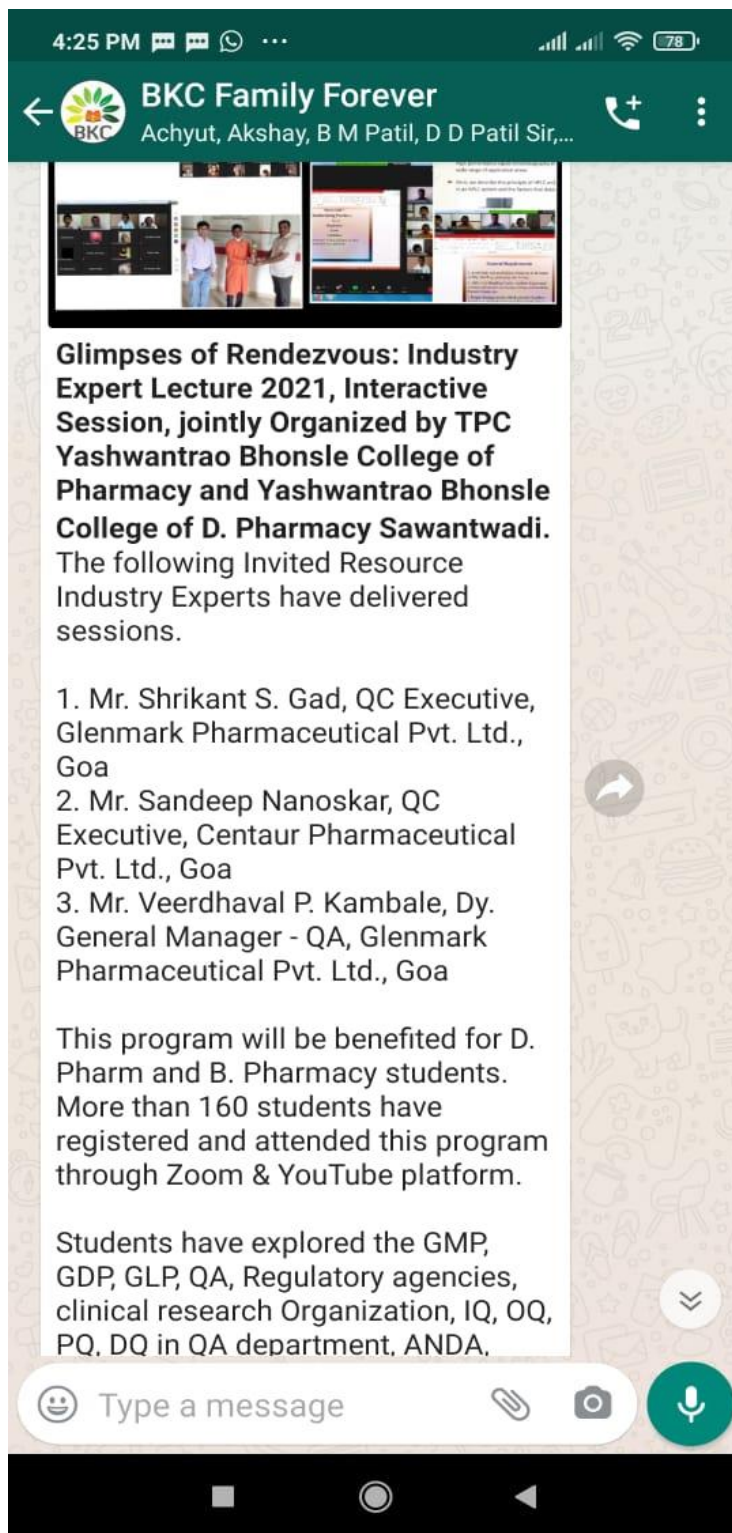 4:25 PM
78
BKC Family Forever
Achyut, Akshay, B M Patil, D D Patil Sir,...
BKC
Glimpses of Rendezvous: Industry
Expert Lecture 2021, Interactive
Session, jointly Organized by TPC
Yashwantrao Bhonsle College of
Pharmacy and Yashwantrao Bhonsle
College of D. Pharmacy Sawantwadi.
The following Invited Resource
Industry Experts have delivered
sessions.
1. Mr. Shrikant S. Gad, QC Executive,
Glenmark Pharmaceutical Pvt. Ltd.,
Goa
2. Mr. Sandeep Nanoskar, QC
Executive, Centaur Pharmaceutical
Pvt. Ltd., Goa
3. Mr. Veerdhaval P. Kambale, Dy.
General Manager - QA, Glenmark
Pharmaceutical Pvt. Ltd., Goa
This program will be benefited for D.
Pharm and B. Pharmacy students.
More than 160 students have
registered and attended this program
through Zoom & YouTube platform.
Students have explored the GMP,
GDP, GLP, QA, Regulatory agencies,
clinical research Organization, IQ, OQ,
PQ, DQ in QA department, ANDA,
Type a message